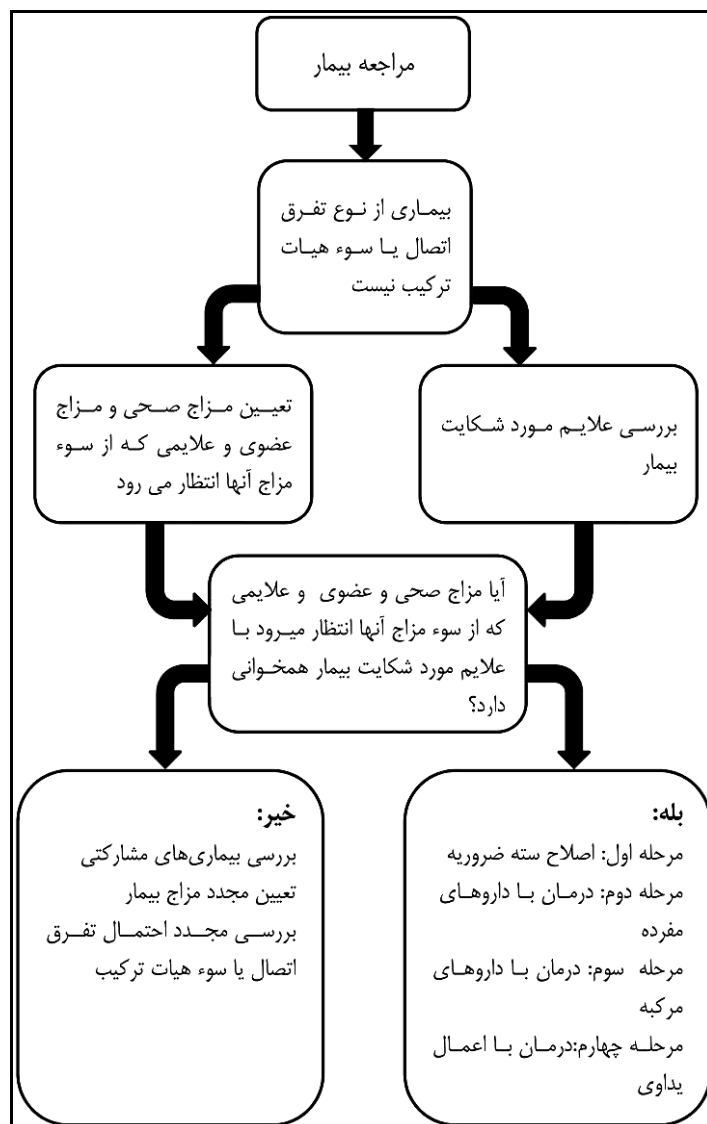 مراجعه بیمار
بیماری از نوع تفرق
اتصال یا سوء هیات
ترکیب نیست
تعیین مزاج صحی و مزاج
عضوی و علایمی که از سوء
مزاج آنها انتظار می رود
بررسی علایم مورد شکایت
بیمار
آیا مزاج صحی و عضوی و علایمی
که از سوء مزاج آنها انتظار میرود با
علایم مورد شکایت بیمار همخوانی
دارد؟
بله:
مرحله اول: اصلاح سته ضروریه
مرحله دوم: درمان با داروهای
مفرده
مرحله سوم: درمان با داروهای
مرکبه
مرحله چهارم:درمان با اعمال
یداوی
خیر:
بررسی بیماری‌های مشارکتی
تعیین مجدد مزاج بیمار
بررسی مجدد احتمال تفرق
اتصال یا سوء هیات ترکیب